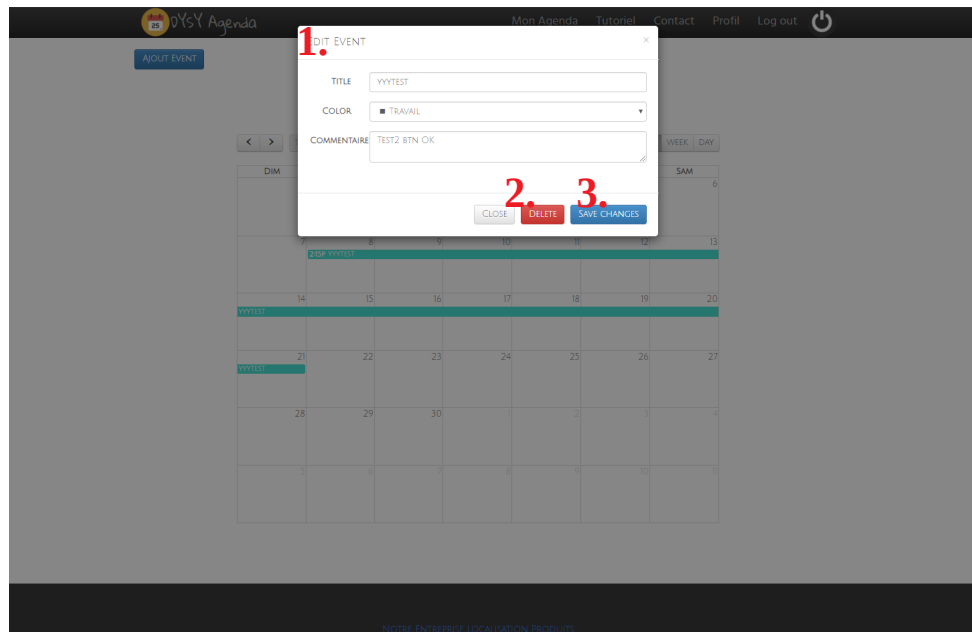 OYsY Agenda
Mon Agenda Tutoriel Contact Profil Log out
1.
Edit Event ×
Ajout Event
Title yyytest
Color Travail
Commentaire Test2 btn OK
week day
Dim Sam
6
2. 3.
Close Delete Save changes
7 8 9 10 11 12 13
2:15p yyytest
14 15 16 17 18 19 20
yyytest
21 22 23 24 25 26 27
yyytest
28 29 30 1 2 3 4
5 6 7 8 9 10 11
Notre Entreprise Localisation Produits